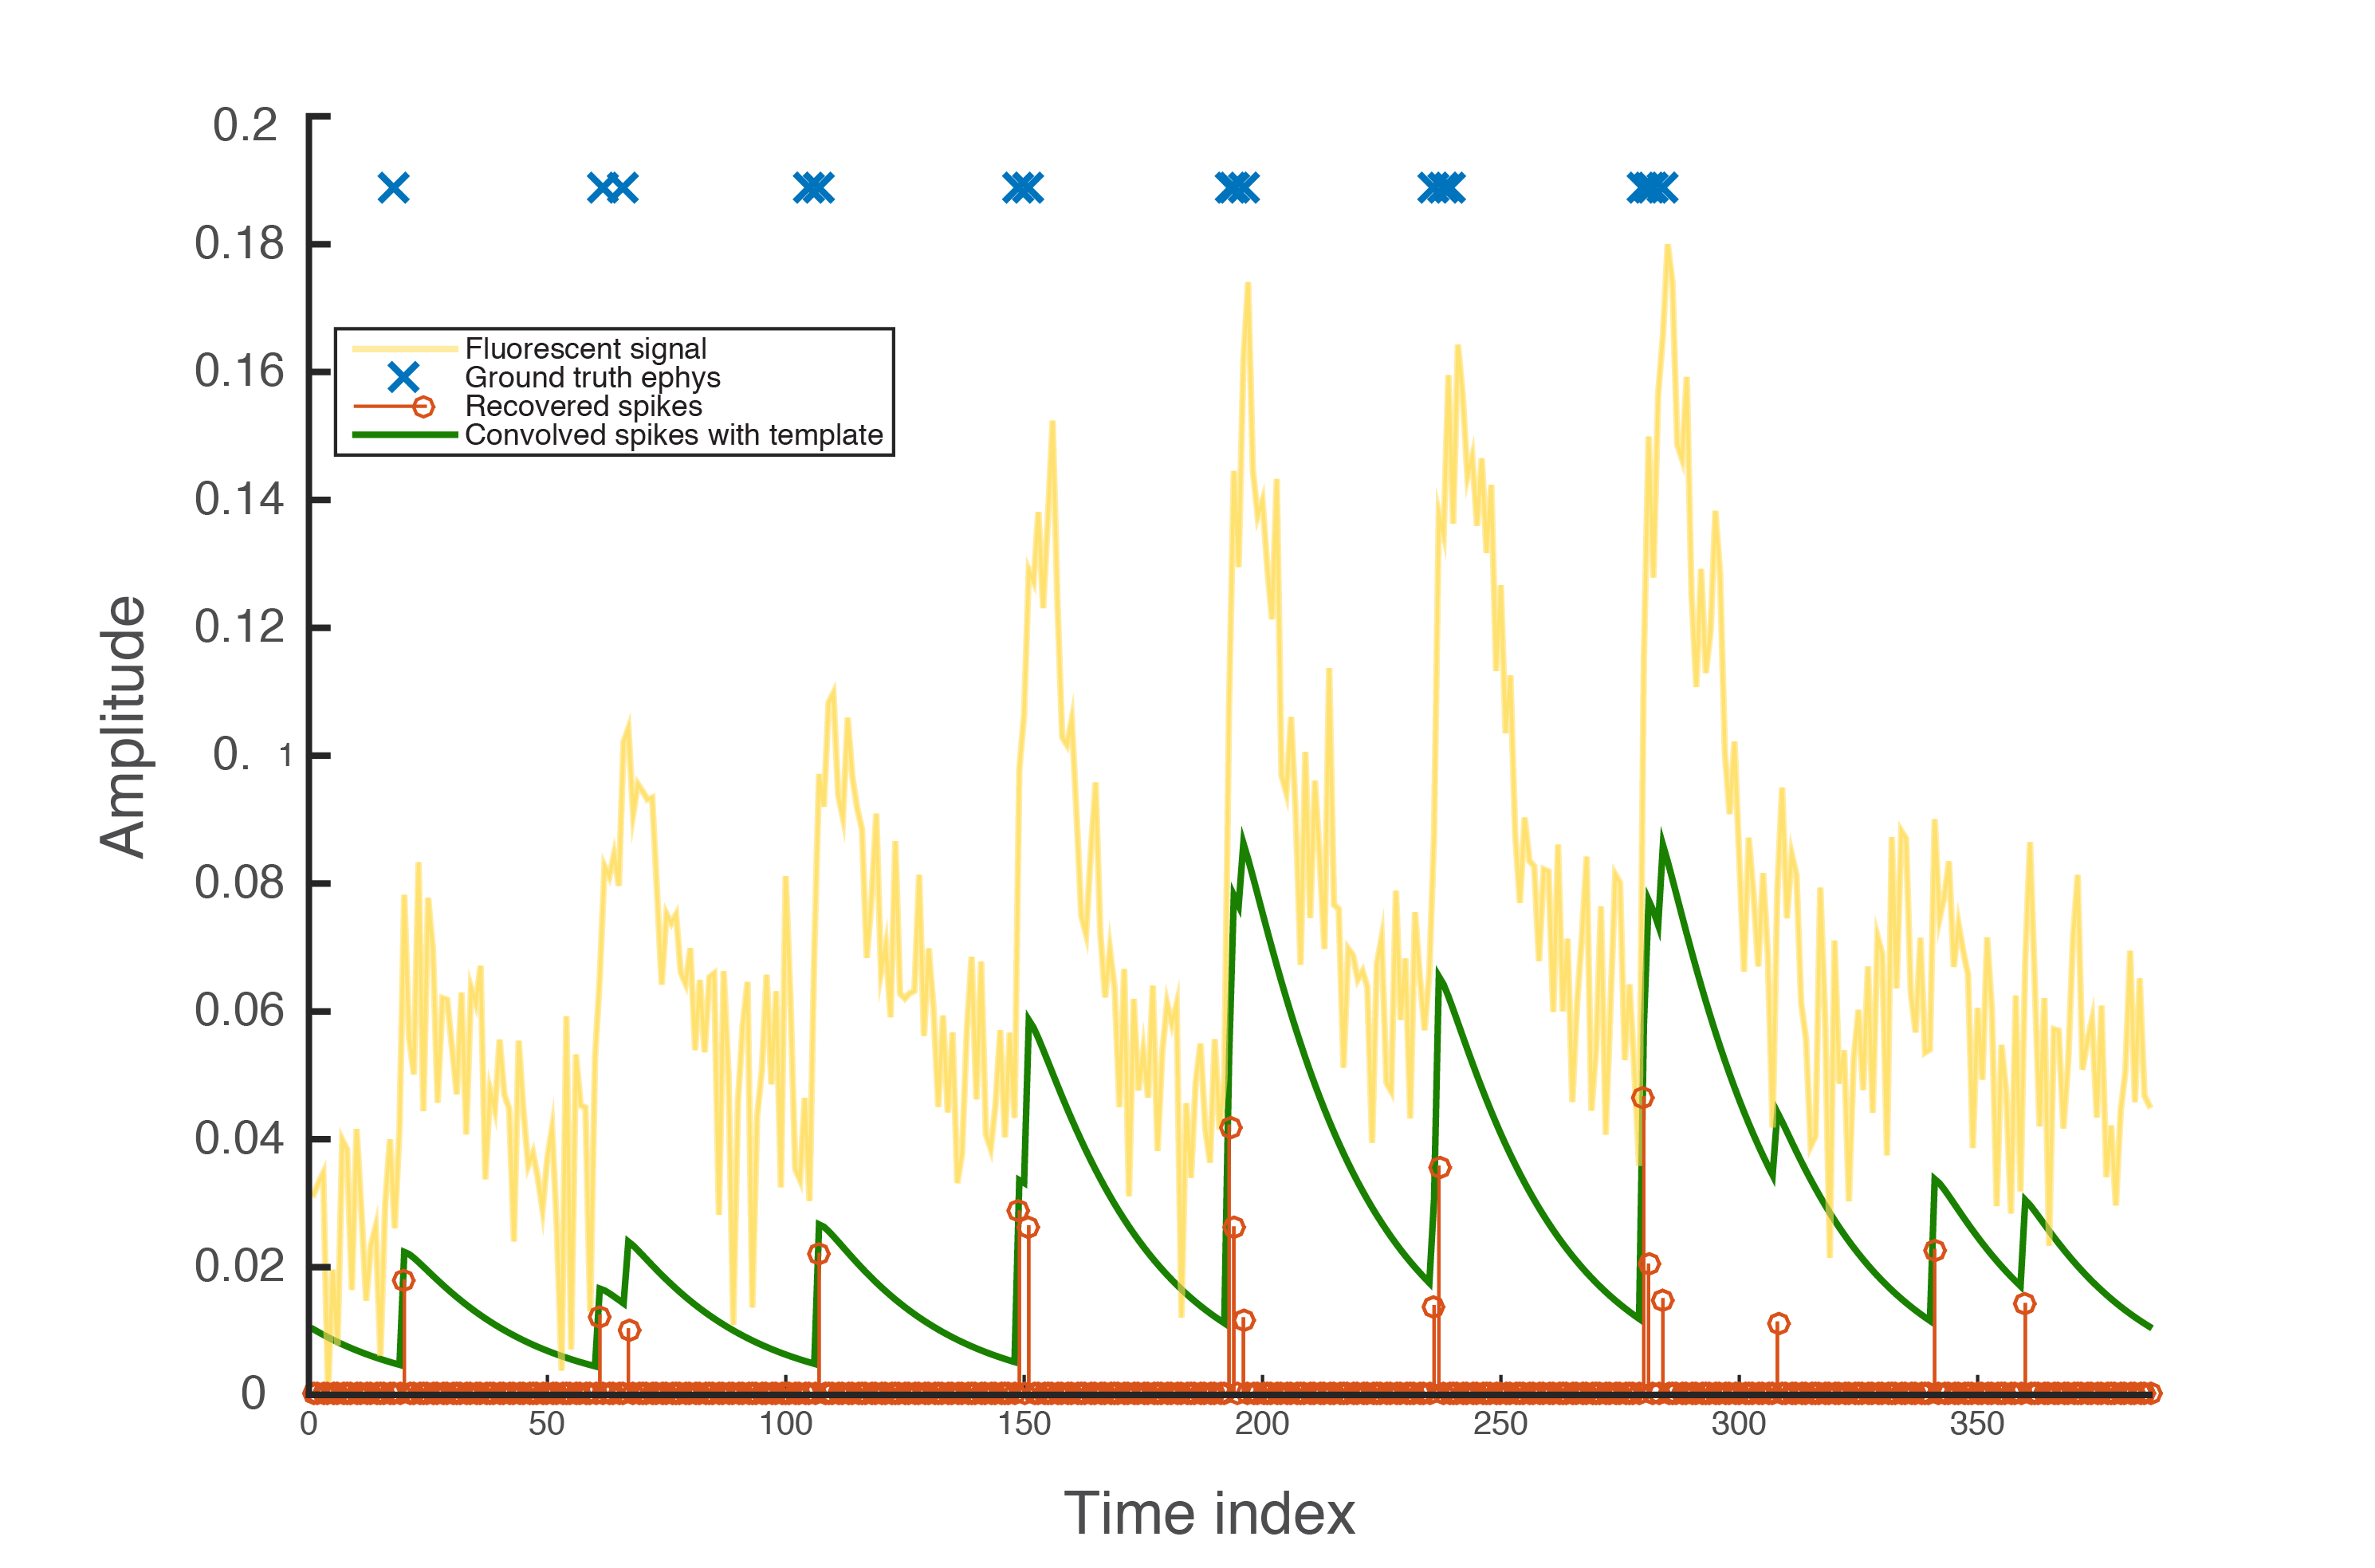 0.2
0.18
0.16
0.14
0.12
0. 1
0.08
0.06
0.04
0.02
0
Amplitude
Fluorescent signal
Ground truth ephys
Recovered spikes
Convolved spikes with template
0 50 100 150 200 250 300 350
Time index